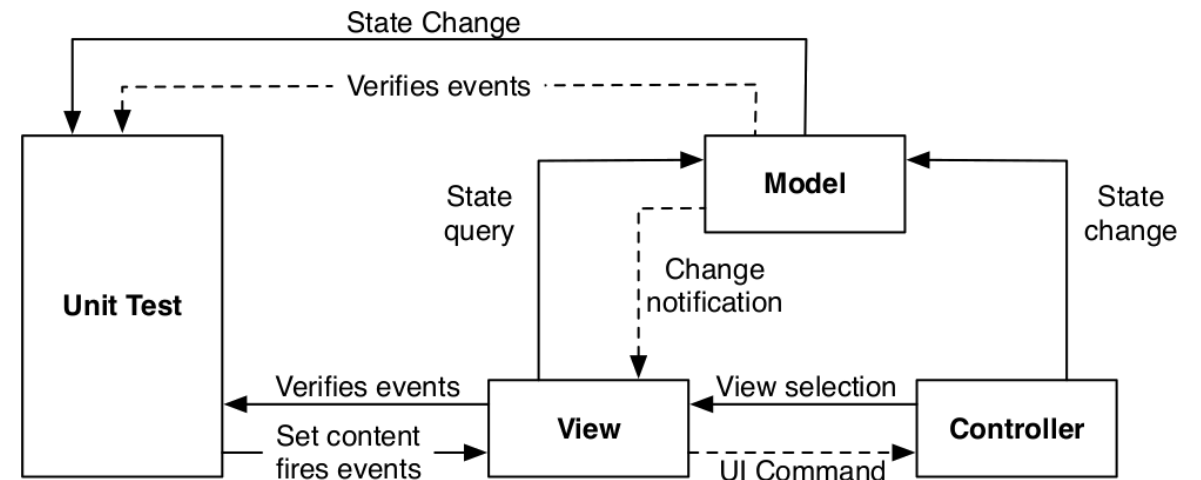 State Change
Verifies events
Model
State
query
State
change
Change
notification
Unit Test
Verifies events
View selection
Set content
fires events
View
Controller
UI Command